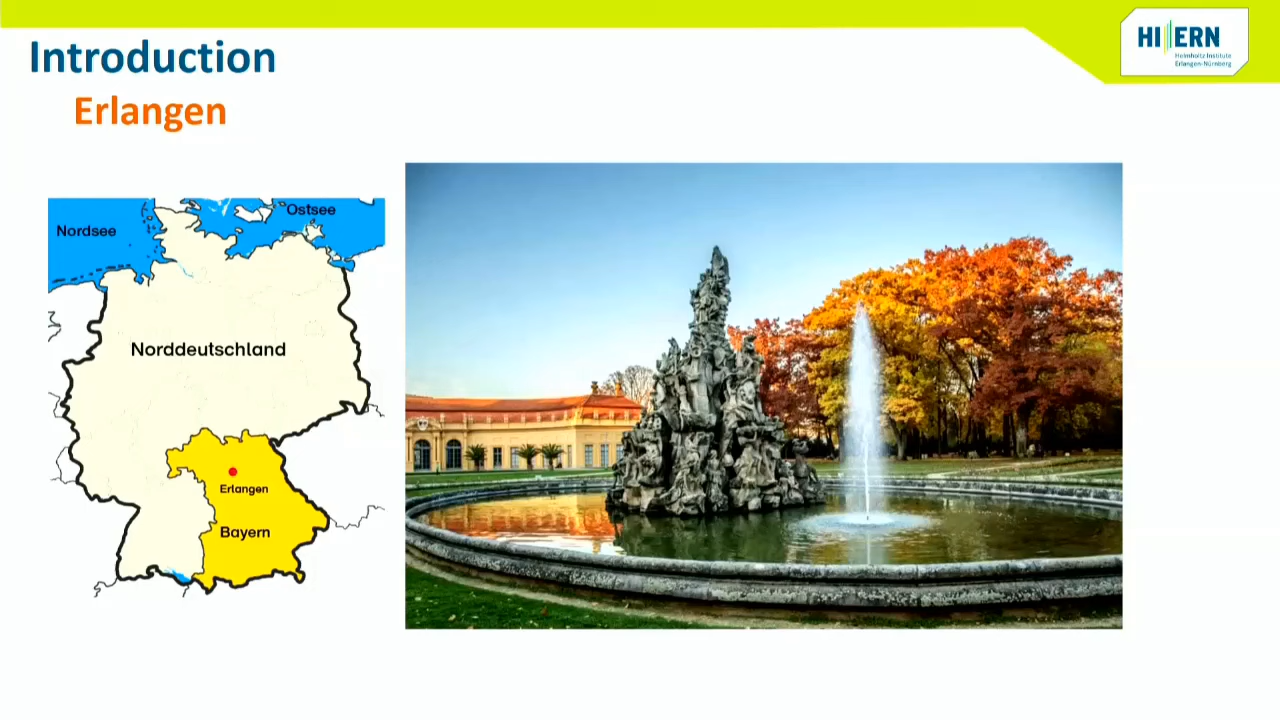 Introduction
Erlangen
HI ERN
Helmholtz Institute
Erlangen-Nürnberg
Nordsee
Ostsee
Norddeutschland
Erlangen
Bayern